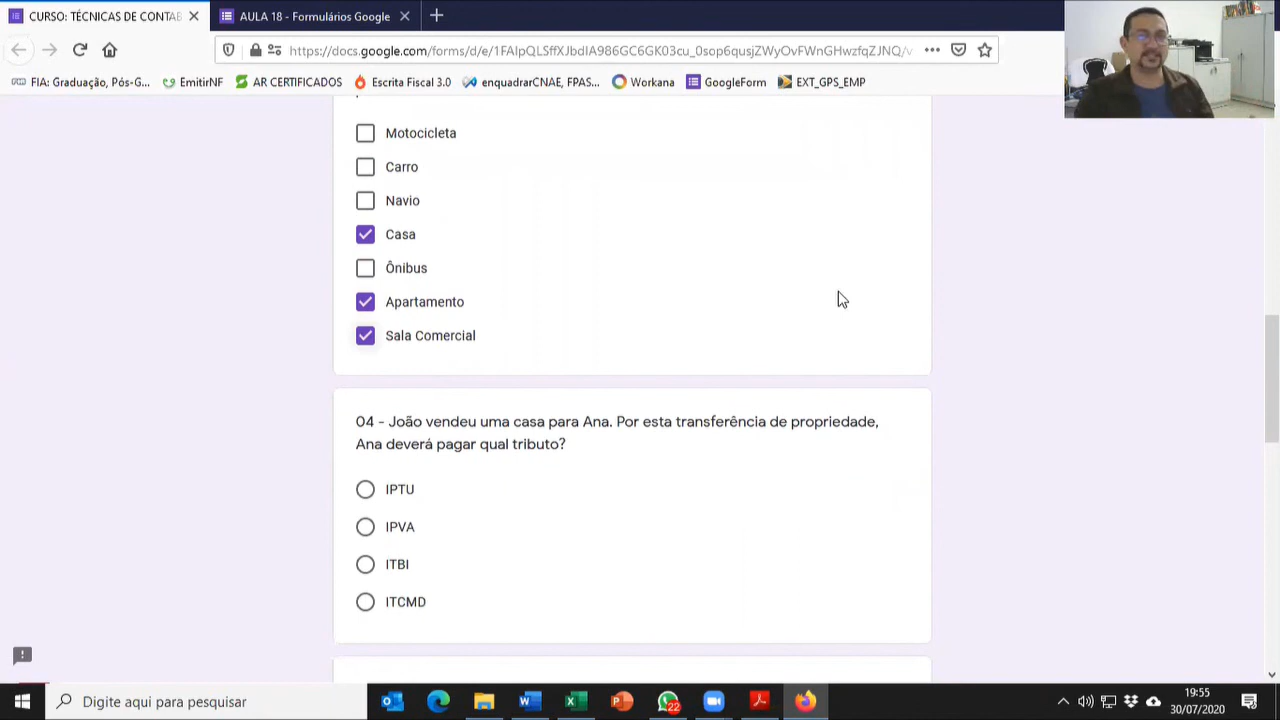 CURSO: TÉCNICAS DE CONTAB
AULA 18 - Formulários Google
https://docs.google.com/forms/d/e/1FAIpQLSffXJbdIA986GC6GK03cu_0sop6qusjZWyOvFWnGHwzfqZJNQ/v
FIA: Graduação, Pós-G...
EmitirNF
AR CERTIFICADOS
Escrita Fiscal 3.0
enquadrarCNAE, FPAS...
Workana
GoogleForm
EXT_GPS_EMP
Motocicleta
Carro
Navio
Casa
Ônibus
Apartamento
Sala Comercial
04 - João vendeu uma casa para Ana. Por esta transferência de propriedade,
Ana deverá pagar qual tributo?
IPTU
IPVA
ITBI
ITCMD
Digite aqui para pesquisar
22
19:55
30/07/2020